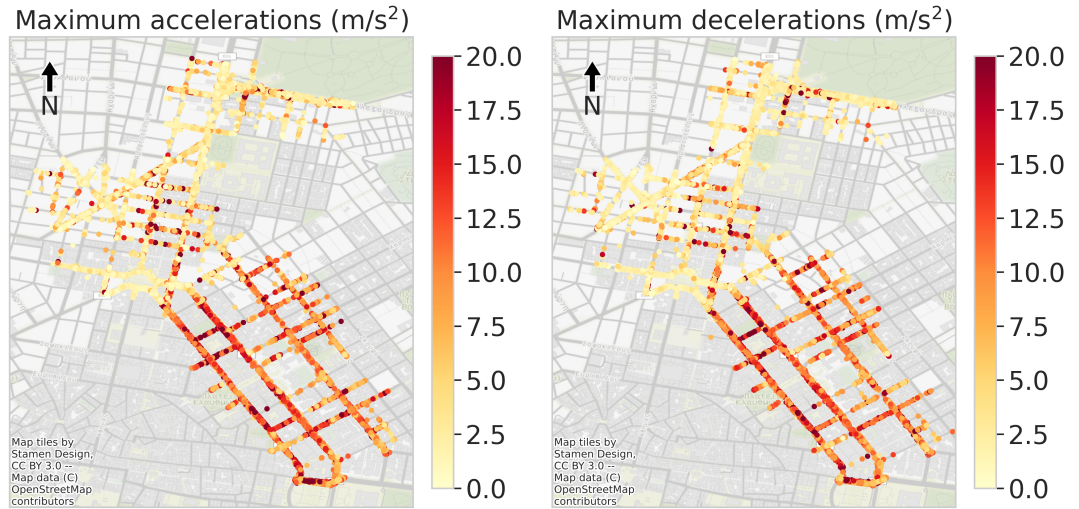 Maximum accelerations (m/s²)
N
20.0
17.5
15.0
12.5
10.0
7.5
5.0
2.5
0.0
Map tiles by
Stamen Design,
CC BY 3.0 --
Map data (C)
OpenStreetMap
contributors
Maximum decelerations (m/s²)
N
20.0
17.5
15.0
12.5
10.0
7.5
5.0
2.5
0.0
Map tiles by
Stamen Design,
CC BY 3.0 --
Map data (C)
OpenStreetMap
contributors